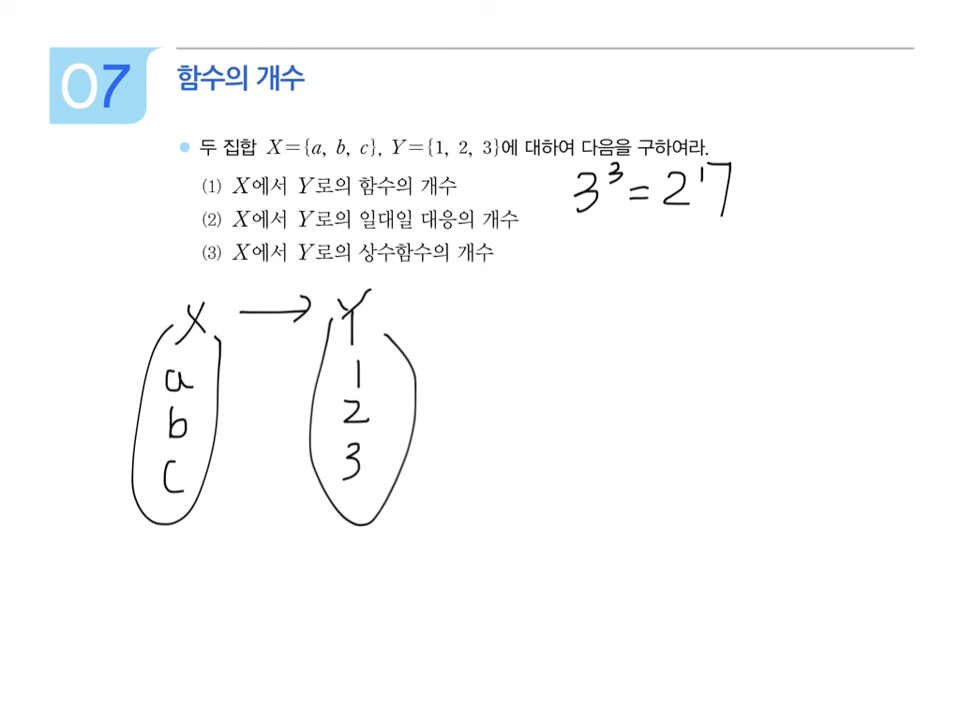 07
함수의 개수
두 집합 X={a, b, c}, Y={1, 2, 3}에 대하여 다음을 구하여라.
(1) X에서 Y로의 함수의 개수
(2) X에서 Y로의 일대일 대응의 개수
(3) X에서 Y로의 상수함수의 개수
3³=27
X → Y
a 1
b 2
c 3